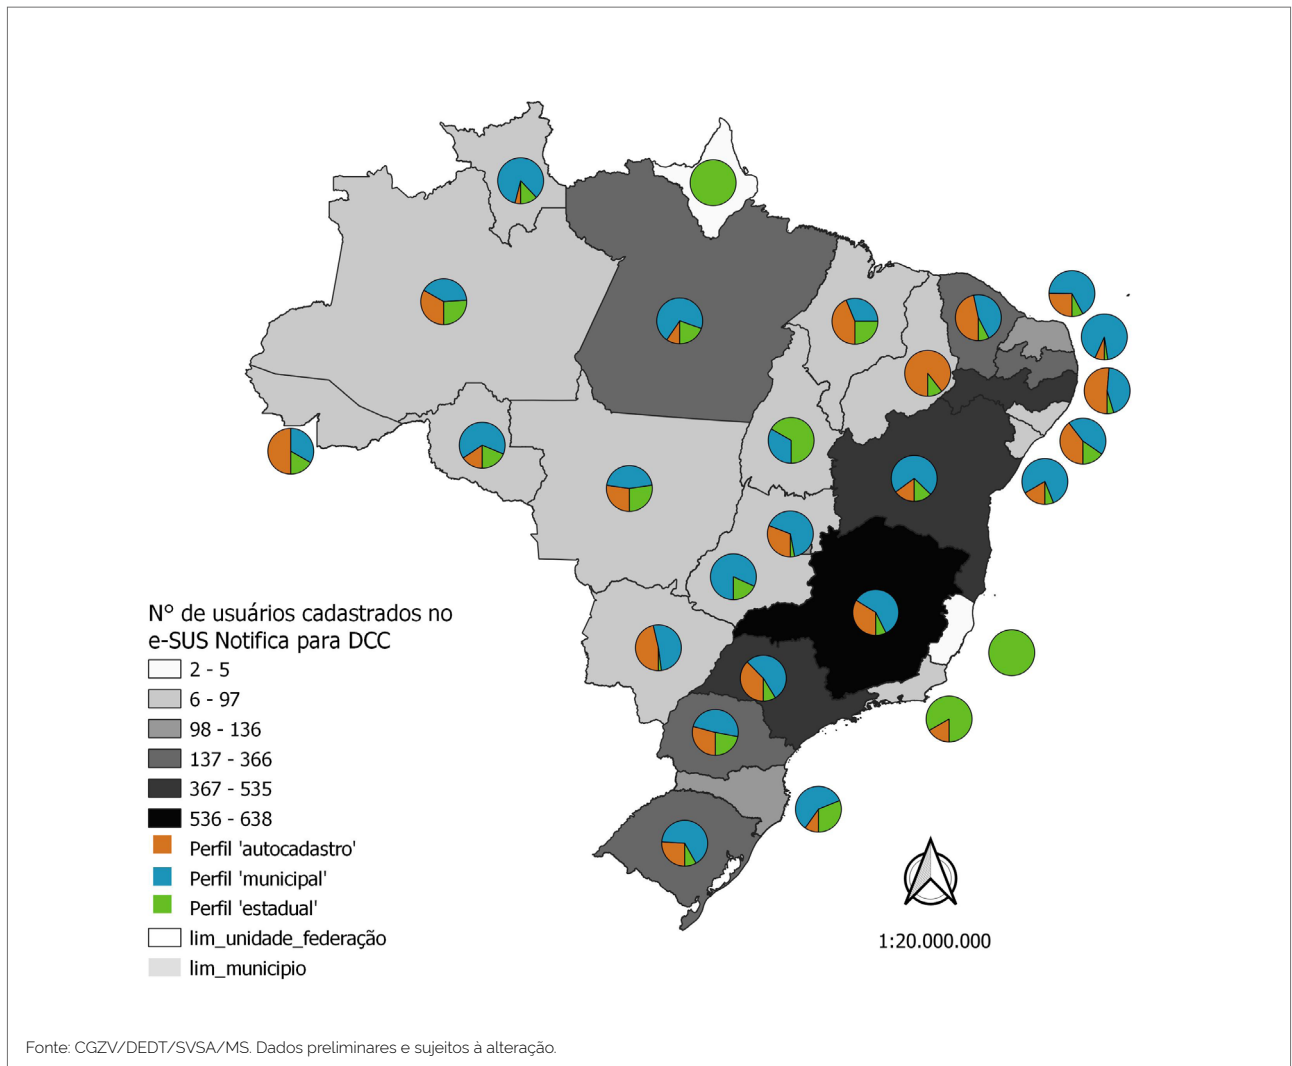 N° de usuários cadastrados no
e-SUS Notifica para DCC
2 - 5
6 - 97
98 - 136
137 - 366
367 - 535
536 - 638
Perfil 'autocadastro'
Perfil 'municipal'
Perfil 'estadual'
lim_unidade_federação
lim_municipio
1:20.000.000
Fonte: CGZV/DEDT/SVSA/MS. Dados preliminares e sujeitos à alteração.